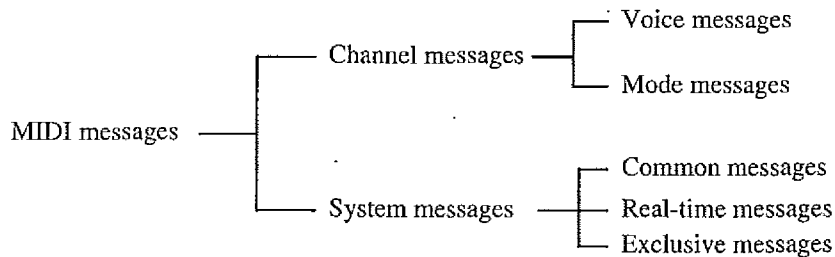 Voice messages
Channel messages
Mode messages
MIDI messages
Common messages
System messages
Real-time messages
Exclusive messages